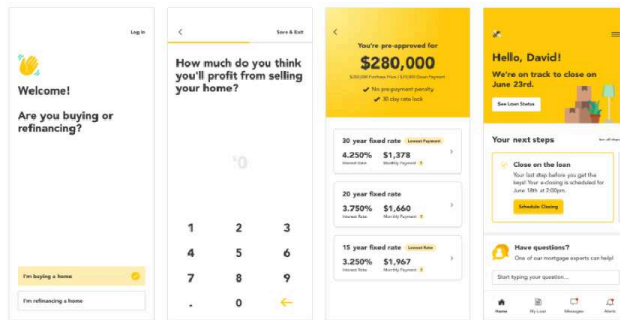 Log in
Welcome!
Are you buying or
refinancing?
I'm buying a home
I'm refinancing a home
Save & Exit
How much do you think
you'll profit from selling
your home?
0
1 2 3
4 5 6
7 8 9
. 0
You're pre-approved for
$280,000
No pre-payment penalty
30 day rate lock
30 year fixed rate Lowest Payment
4.250% $1,378
Interest Rate Monthly Payment
20 year fixed rate
3.750% $1,660
Interest Rate Monthly Payment
15 year fixed rate Lowest Rate
3.250% $1,967
Interest Rate Monthly Payment
Hello, David!
We're on track to close on
June 23rd.
See Loan Status
Your next steps
Close on the loan
Your last step before you get the
keys! Your e-closing is scheduled for
June 18th at 2:00pm.
Schedule Closing
Have questions?
One of our mortgage experts can help!
Start typing your question...
Home My Loan Messages Alerts